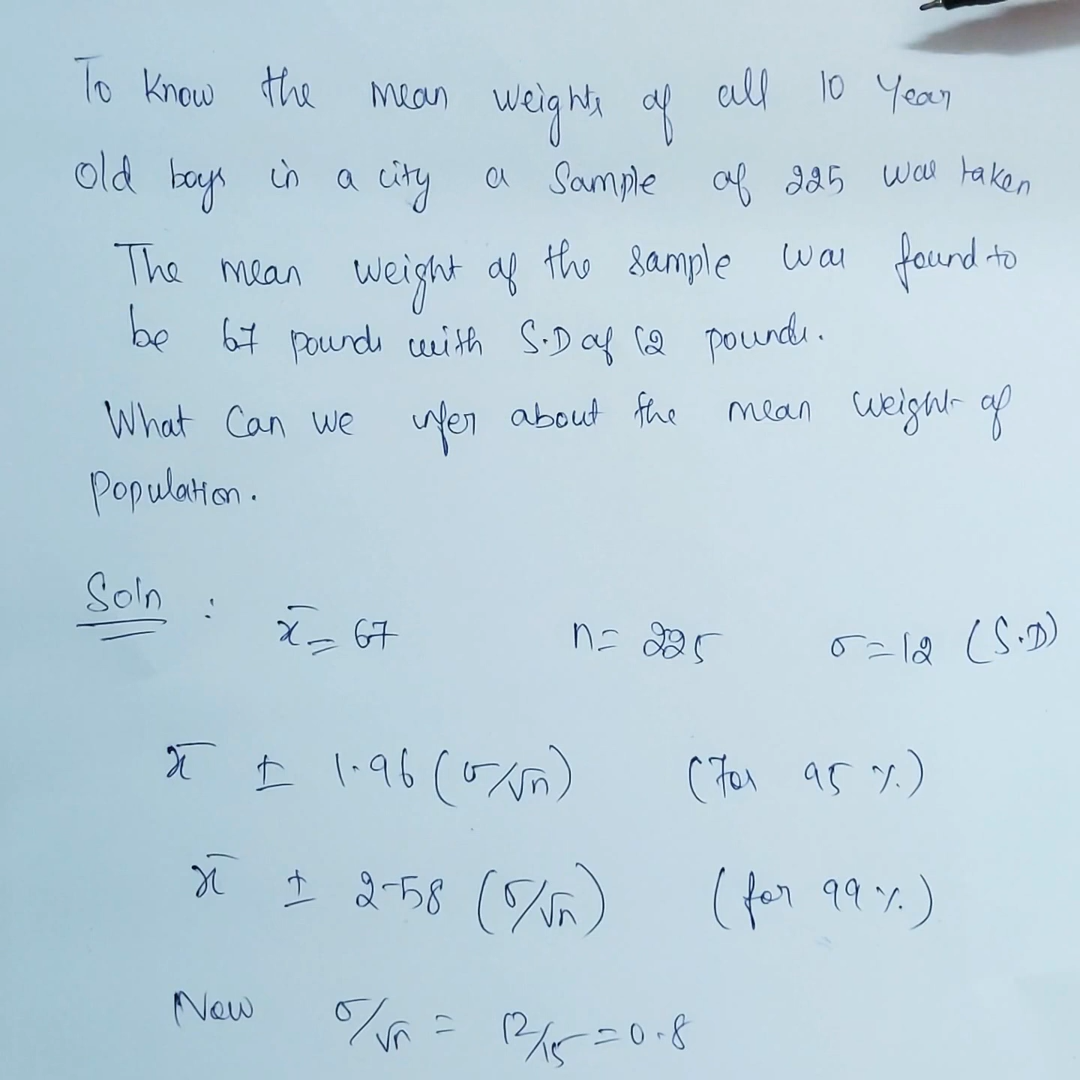 To Know the mean weights of all 10 Year
Old boys in a city a Sample of 225 was taken
The mean weight of the sample was found to
be 67 pounds with S.D of 12 pounds.
What Can we infer about the mean weight of
Population.
Soln : x̄ = 67 n = 225 σ = 12 (S.D)
x̄ ± 1.96 (σ/√n) (For 95 %)
x̄ ± 2.58 (σ/√n) (for 99 %)
Now σ/√n = 12/15 = 0.8